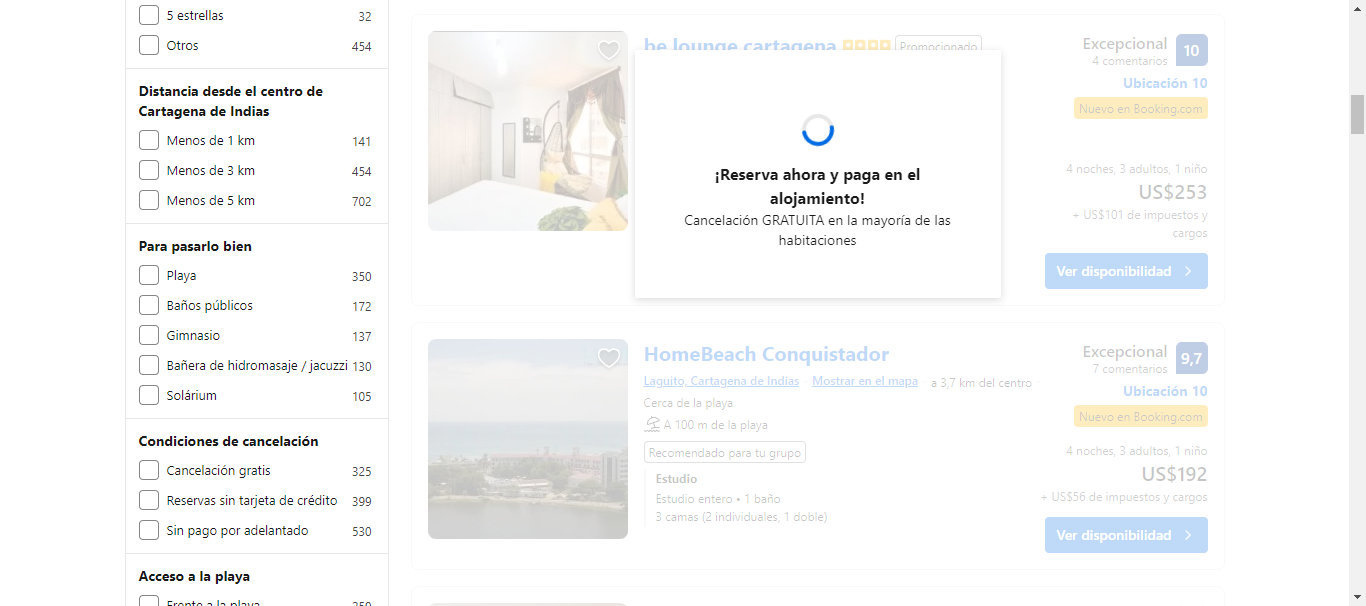 5 estrellas 32
Otros 454
Distancia desde el centro de
Cartagena de Indias
Menos de 1 km 141
Menos de 3 km 454
Menos de 5 km 702
Para pasarlo bien
Playa 350
Baños públicos 172
Gimnasio 137
Bañera de hidromasaje / jacuzzi 130
Solárium 105
Condiciones de cancelación
Cancelación gratis 325
Reservas sin tarjeta de crédito 399
Sin pago por adelantado 530
Acceso a la playa
Frente a la playa 259
be lounge cartagena
Promocionado
Excepcional 10
4 comentarios
Ubicación 10
Nuevo en Booking.com
4 noches, 3 adultos, 1 niño
US$253
+ US$101 de impuestos y
cargos
Ver disponibilidad
¡Reserva ahora y paga en el
alojamiento!
Cancelación GRATUITA en la mayoría de las
habitaciones
HomeBeach Conquistador
Laguito, Cartagena de Indias Mostrar en el mapa a 3,7 km del centro
Cerca de la playa
A 100 m de la playa
Recomendado para tu grupo
Estudio
Estudio entero • 1 baño
3 camas (2 individuales, 1 doble)
Excepcional 9,7
7 comentarios
Ubicación 10
Nuevo en Booking.com
4 noches, 3 adultos, 1 niño
US$192
+ US$56 de impuestos y cargos
Ver disponibilidad